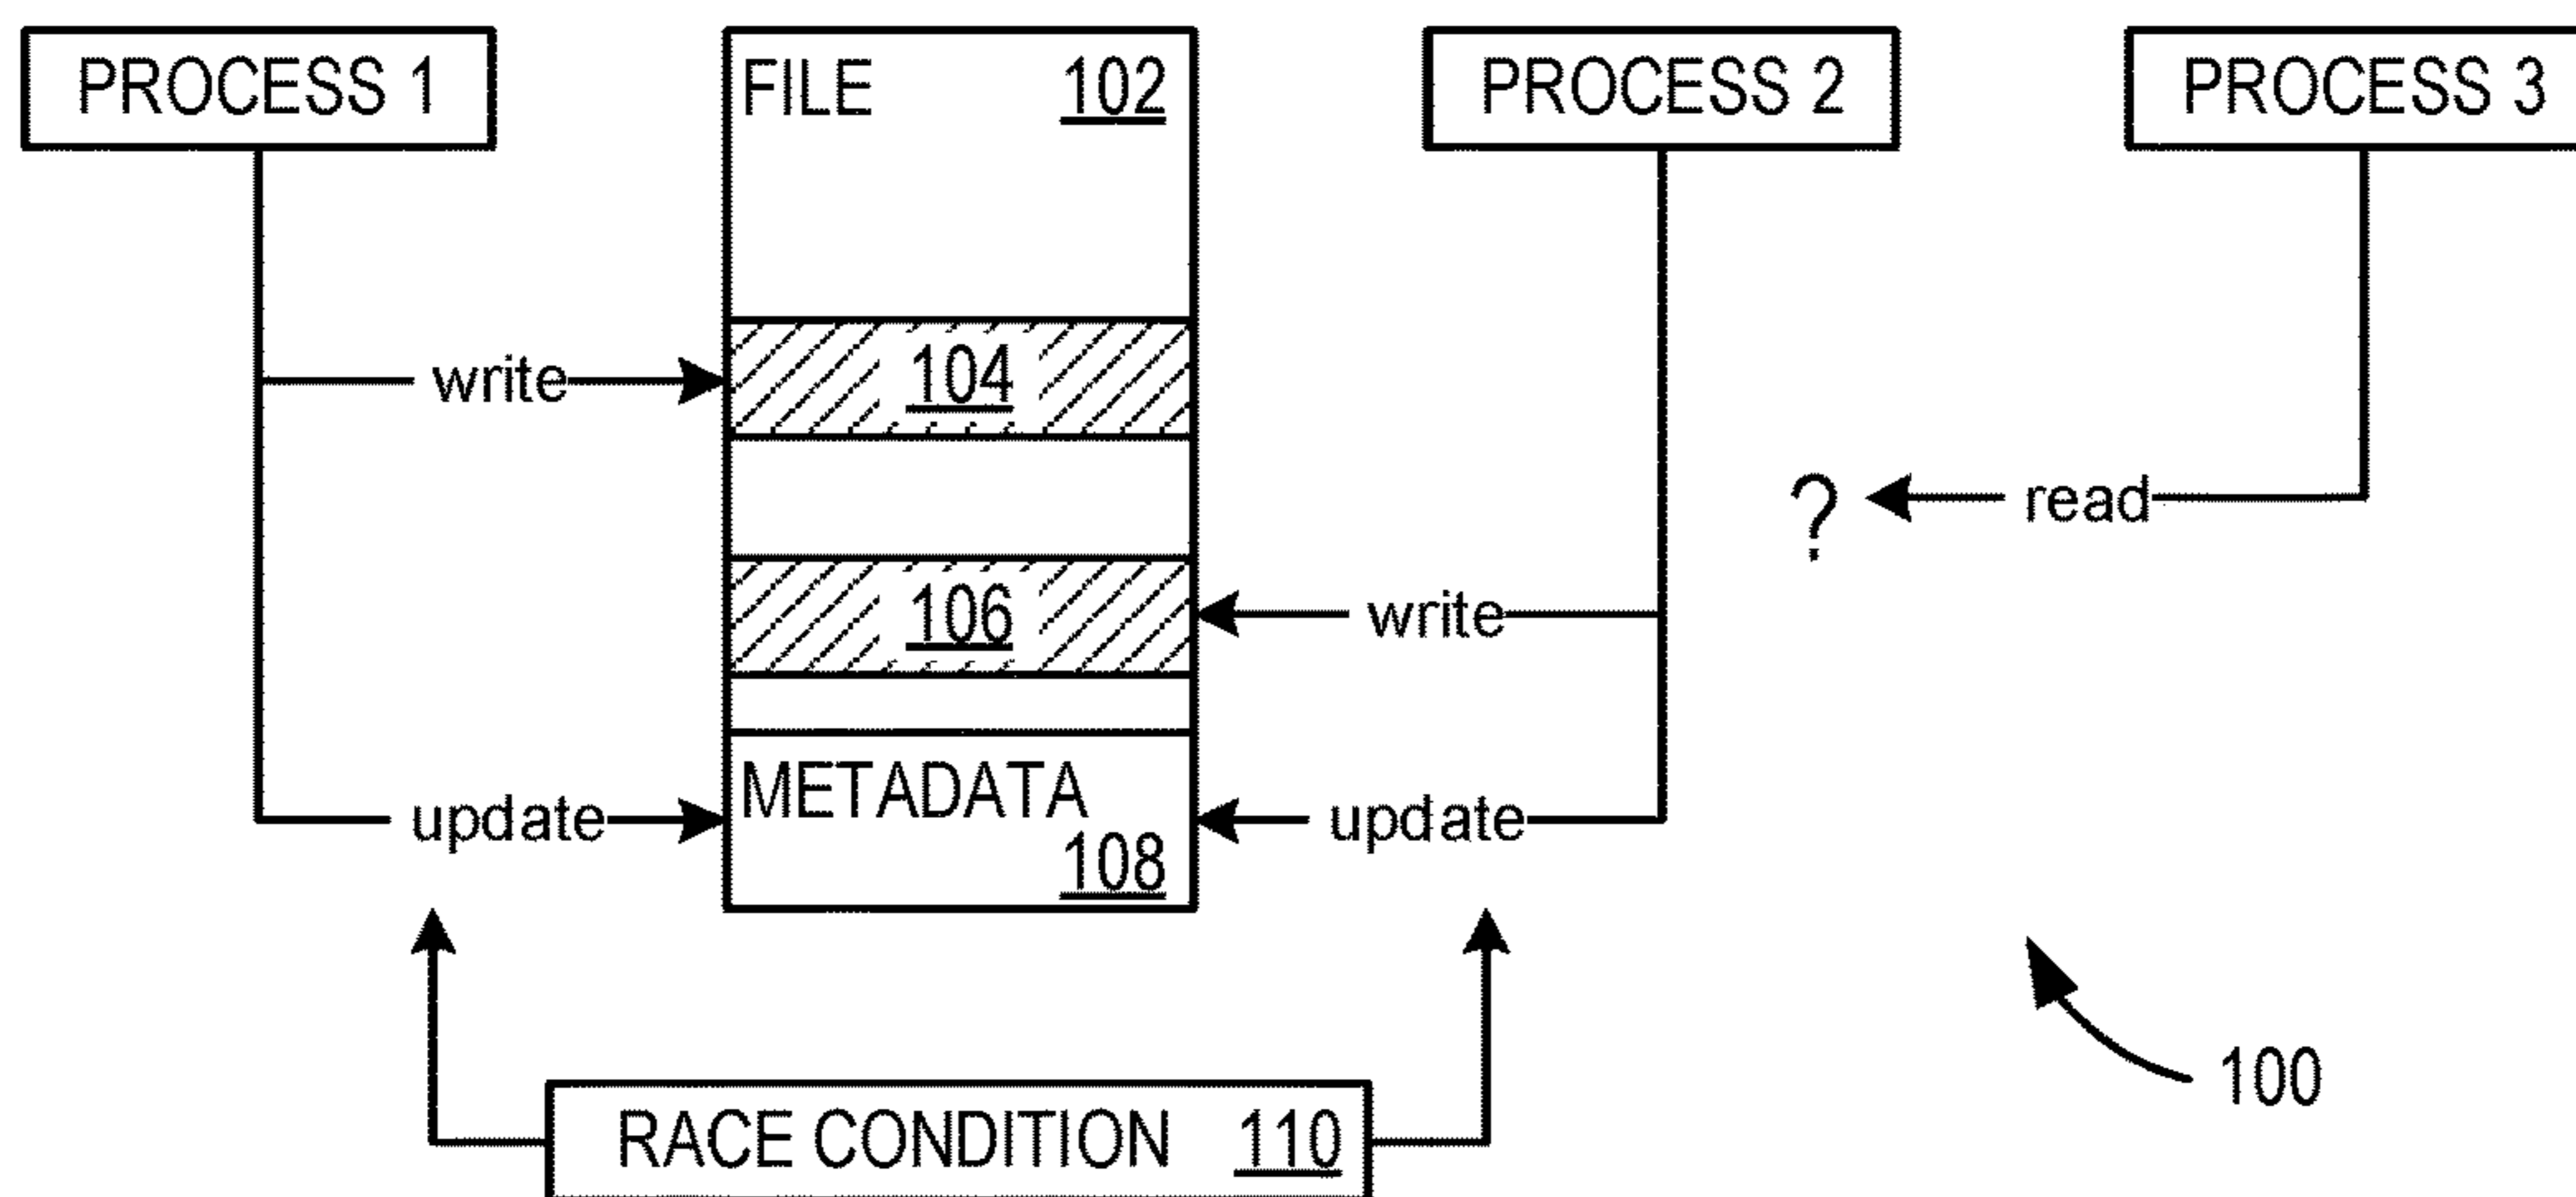 PROCESS 1
FILE 102
PROCESS 2
PROCESS 3
write
104
?
read
106
write
update
METADATA
108
update
100
RACE CONDITION 110